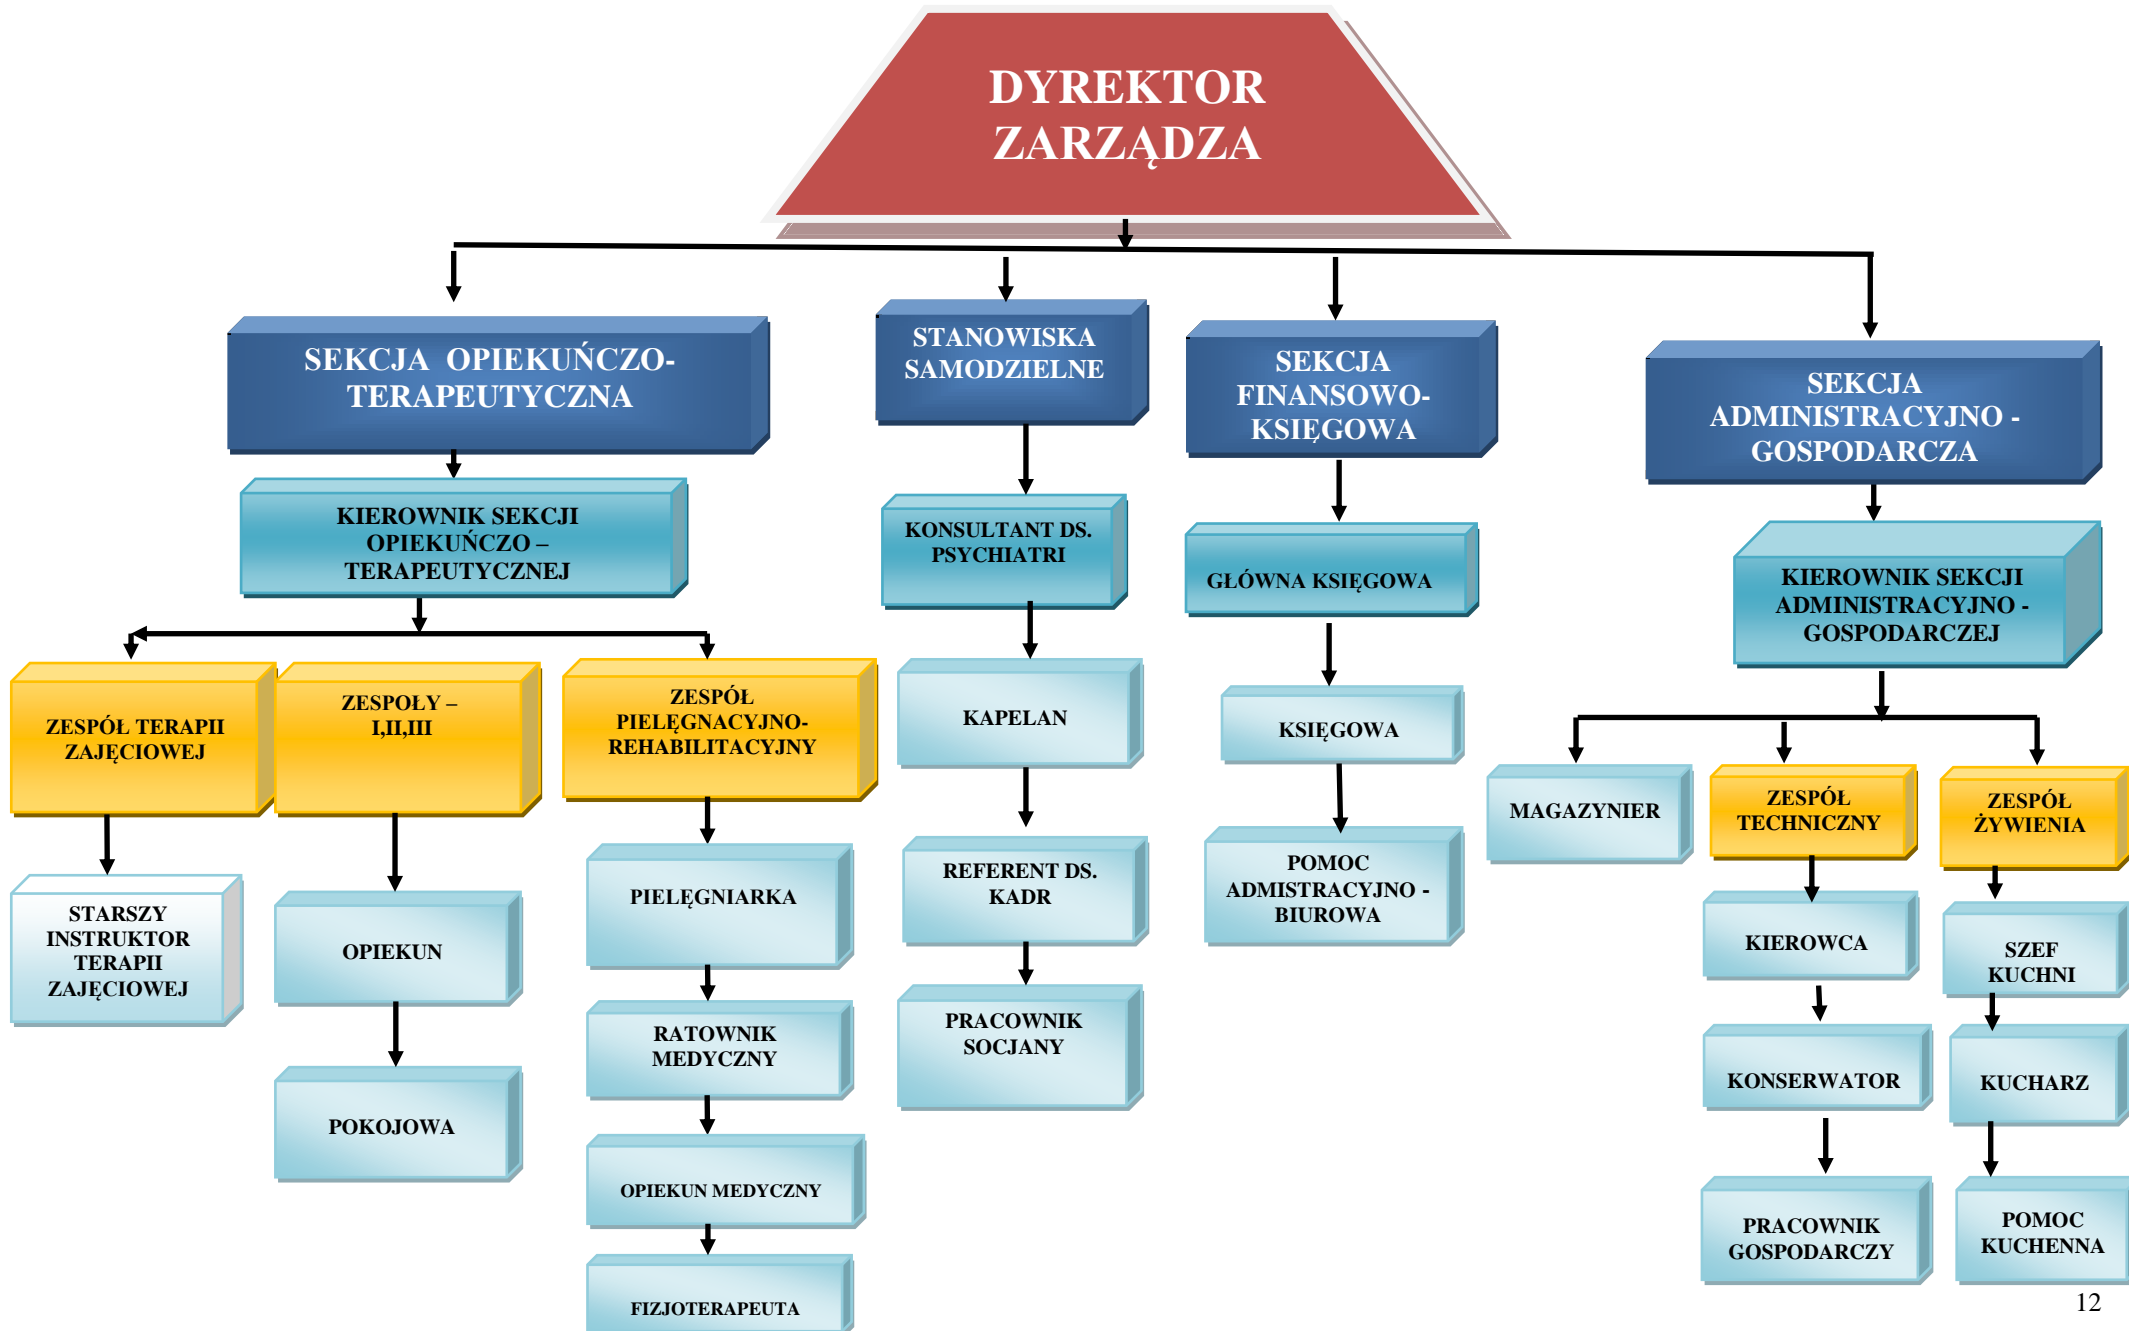 DYREKTOR
ZARZĄDZA
SEKCJA OPIEKUŃCZO-
TERAPEUTYCZNA
STANOWISKA
SAMODZIELNE
SEKCJA
FINANSOWO-
KSIĘGOWA
SEKCJA
ADMINISTRACYJNO -
GOSPODARCZA
KIEROWNIK SEKCJI
OPIEKUŃCZO –
TERAPEUTYCZNEJ
KONSULTANT DS.
PSYCHIATRI
GŁÓWNA KSIĘGOWA
KIEROWNIK SEKCJI
ADMINISTRACYJNO -
GOSPODARCZEJ
ZESPÓŁ TERAPII
ZAJĘCIOWEJ
ZESPOŁY –
I,II,III
ZESPÓŁ
PIELĘGNACYJNO-
REHABILITACYJNY
KAPELAN
KSIĘGOWA
MAGAZYNIER
ZESPÓŁ
TECHNICZNY
ZESPÓŁ
ŻYWIENIA
STARSZY
INSTRUKTOR
TERAPII
ZAJĘCIOWEJ
OPIEKUN
PIELĘGNIARKA
REFERENT DS.
KADR
POMOC
ADMISTRACYJNO -
BIUROWA
KIEROWCA
SZEF
KUCHNI
POKOJOWA
RATOWNIK
MEDYCZNY
PRACOWNIK
SOCJANY
KONSERWATOR
KUCHARZ
OPIEKUN MEDYCZNY
PRACOWNIK
GOSPODARCZY
POMOC
KUCHENNA
FIZJOTERAPEUTA
12